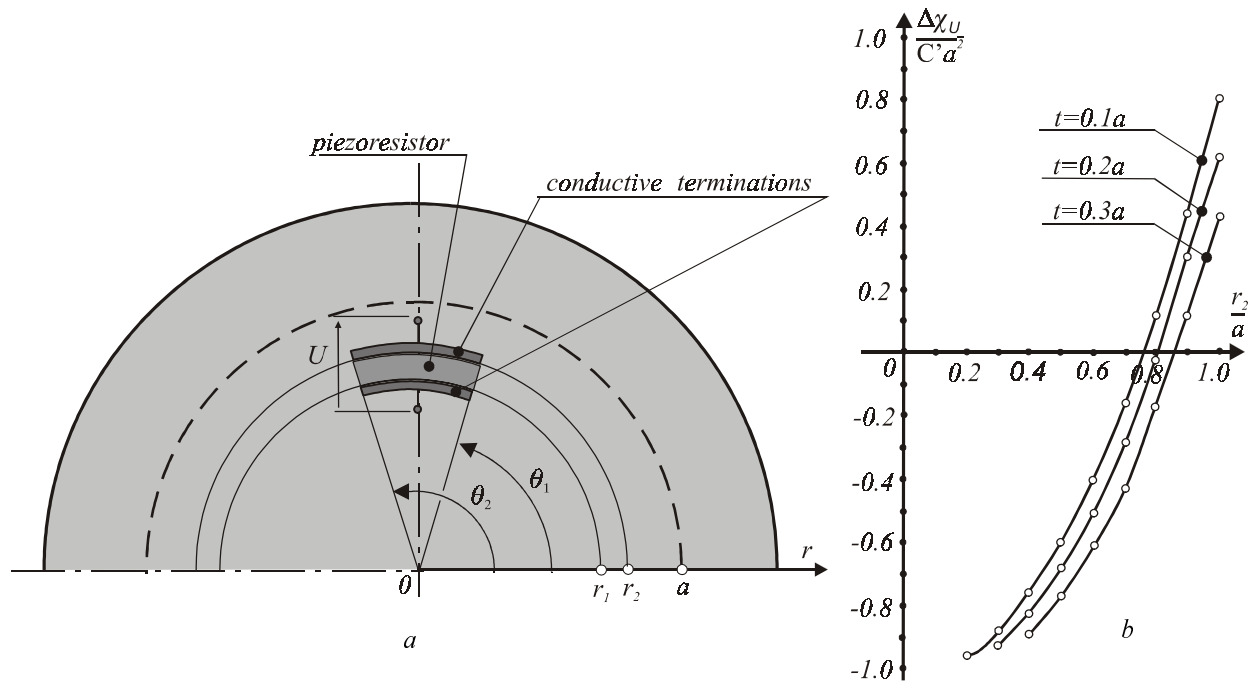 piezoresistor
conductive terminations
U
θ₁
θ₂
0
r₁
r₂
a
r
a
Δχ_U
C'a²
1.0
0.8
0.6
0.4
0.2
0
-0.2
-0.4
-0.6
-0.8
-1.0
t=0.1a
t=0.2a
t=0.3a
r₂
a
0.2 0.4 0.6 0.8 1.0
b